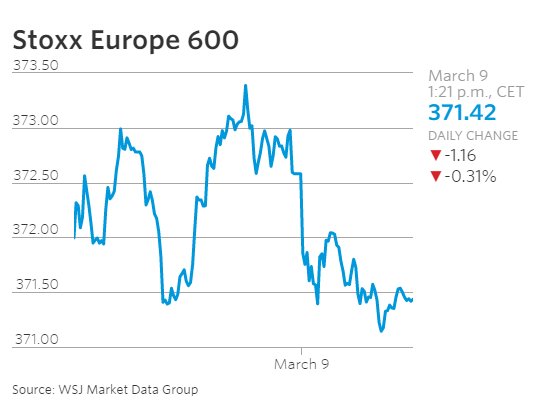 Stoxx Europe 600
373.50
373.00
372.50
372.00
371.50
371.00
March 9
March 9
1:21 p.m., CET
371.42
DAILY CHANGE
▼-1.16
▼-0.31%
Source: WSJ Market Data Group